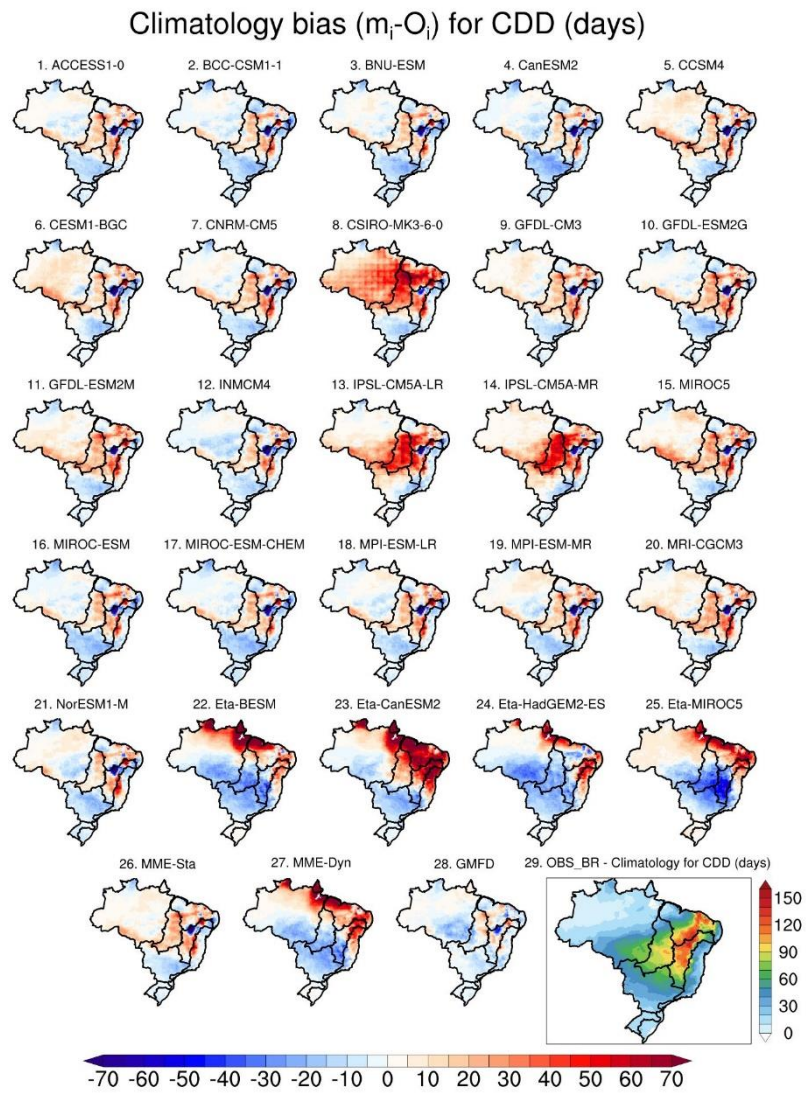 Climatology bias (mi-Oi) for CDD (days)
1. ACCESS1-0 2. BCC-CSM1-1 3. BNU-ESM 4. CanESM2 5. CCSM4
6. CESM1-BGC 7. CNRM-CM5 8. CSIRO-MK3-6-0 9. GFDL-CM3 10. GFDL-ESM2G
11. GFDL-ESM2M 12. INMCM4 13. IPSL-CM5A-LR 14. IPSL-CM5A-MR 15. MIROC5
16. MIROC-ESM 17. MIROC-ESM-CHEM 18. MPI-ESM-LR 19. MPI-ESM-MR 20. MRI-CGCM3
21. NorESM1-M 22. Eta-BESM 23. Eta-CanESM2 24. Eta-HadGEM2-ES 25. Eta-MIROC5
26. MME-Sta 27. MME-Dyn 28. GMFD 29. OBS_BR - Climatology for CDD (days)
150
120
90
60
30
0
-70 -60 -50 -40 -30 -20 -10 0 10 20 30 40 50 60 70